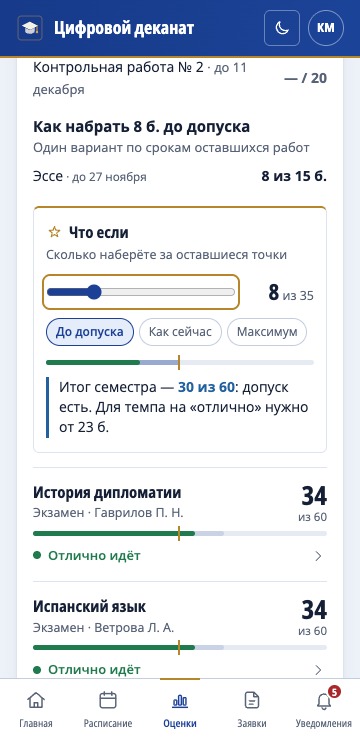 Цифровой деканат
КМ
Контрольная работа № 2 · до 11
декабря
— / 20
Как набрать 8 б. до допуска
Один вариант по срокам оставшихся работ
Эссе · до 27 ноября
8 из 15 б.
Что если
Сколько наберёте за оставшиеся точки
8 из 35
До допуска
Как сейчас
Максимум
Итог семестра — 30 из 60: допуск
есть. Для темпа на «отлично» нужно
от 23 б.
История дипломатии
34
Экзамен · Гаврилов П. Н.
из 60
Отлично идёт
Испанский язык
34
Экзамен · Ветрова Л. А.
из 60
Отлично идёт
5
Главная
Расписание
Оценки
Заявки
Уведомления